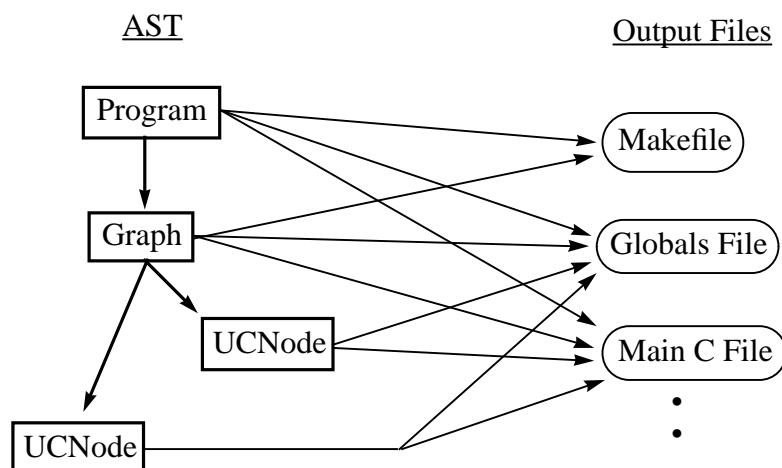 AST
Output Files
Program
Makefile
Graph
Globals File
UCNode
Main C File
UCNode